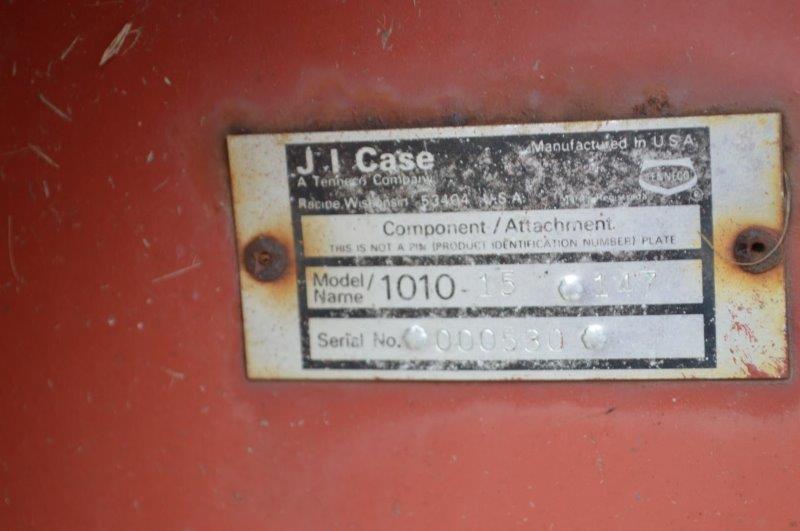 J I Case
Manufactured in U.S.A.
A Tenneco Company
TENNECO
Racine, Wisconsin 53404 U.S.A.
Component / Attachment
THIS IS NOT A PIN (PRODUCT IDENTIFICATION NUMBER) PLATE
Model / Name 1010-15 147
Serial No. 000530